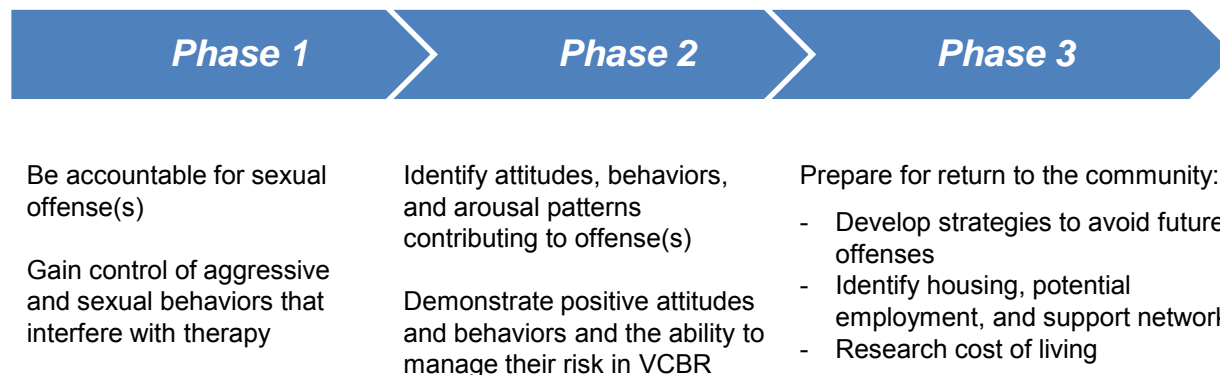 Phase 1
Phase 2
Phase 3
Be accountable for sexual
offense(s)
Gain control of aggressive
and sexual behaviors that
interfere with therapy
Identify attitudes, behaviors,
and arousal patterns
contributing to offense(s)
Demonstrate positive attitudes
and behaviors and the ability to
manage their risk in VCBR
Prepare for return to the community:
- Develop strategies to avoid future
offenses
- Identify housing, potential
employment, and support network
- Research cost of living